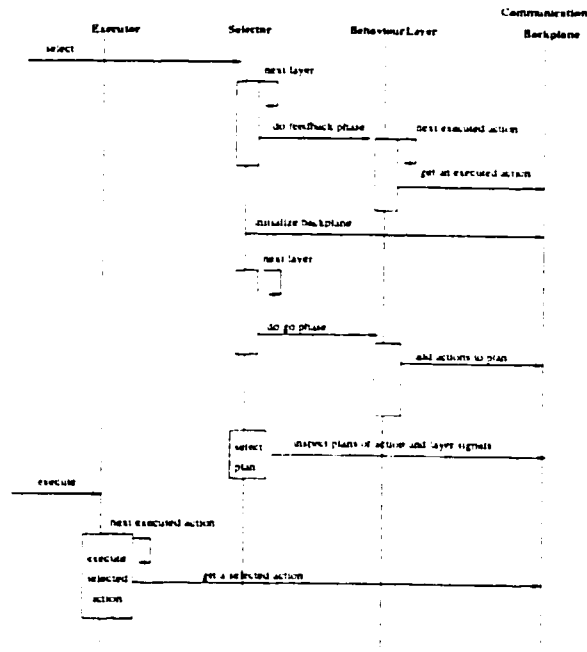 Communication
Executor Selector Behaviour Layer Backplane
select
next layer
do feedback phase
next executed action
get an executed action
initialize backplane
next layer
do go phase
add actions to plan
select
plan
inspect plans of action and layer signals
execute
next executed action
execute
selected
action
get a selected action